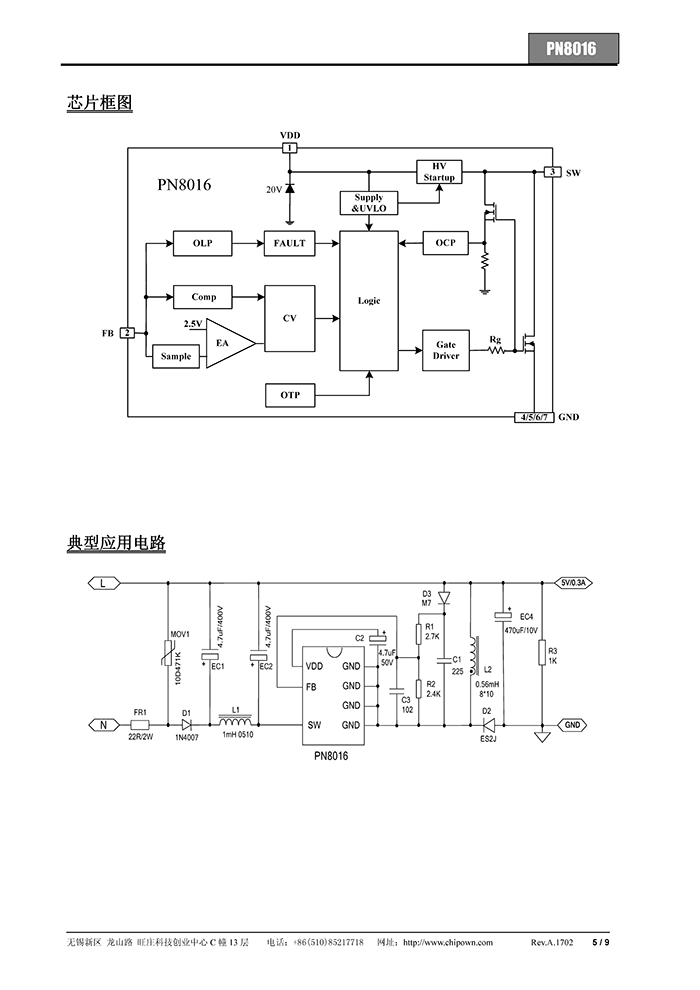 PN8016
芯片框图
VDD
1
HV
Startup
3
SW
PN8016
20V
Supply
&UVLO
OLP
FAULT
OCP
Comp
CV
Logic
2.5V
FB
2
EA
Rg
Sample
Gate
Driver
OTP
4/5/6/7
GND
典型应用电路
L
5V/0.3A
D3
M7
4.7uF/400V
4.7uF/400V
EC4
470uF/10V
MOV1
10D471K
C2
4.7uF
50V
R1
2.7K
EC1
EC2
VDD
GND
C1
225
L2
0.56mH
8*10
R3
1K
FB
GND
R2
2.4K
C3
102
GND
FR1
22R/2W
D1
1N4007
L1
1mH 0510
D2
ES2J
N
SW
GND
GND
PN8016
无锡新区 龙山路 旺庄科技创业中心 C 幢 13 层 电话：+86(510)85217718 网址：http://www.chipown.com Rev.A.1702 5 / 9